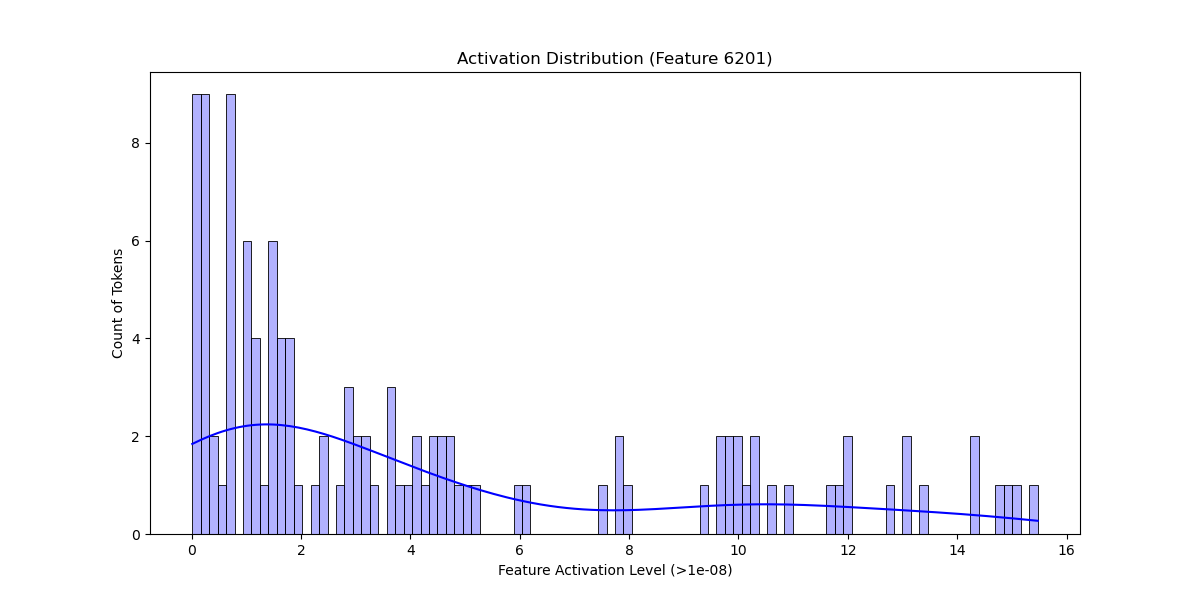 Activation Distribution (Feature 6201)
Count of Tokens
8
6
4
2
0
0 2 4 6 8 10 12 14 16
Feature Activation Level (>1e-08)